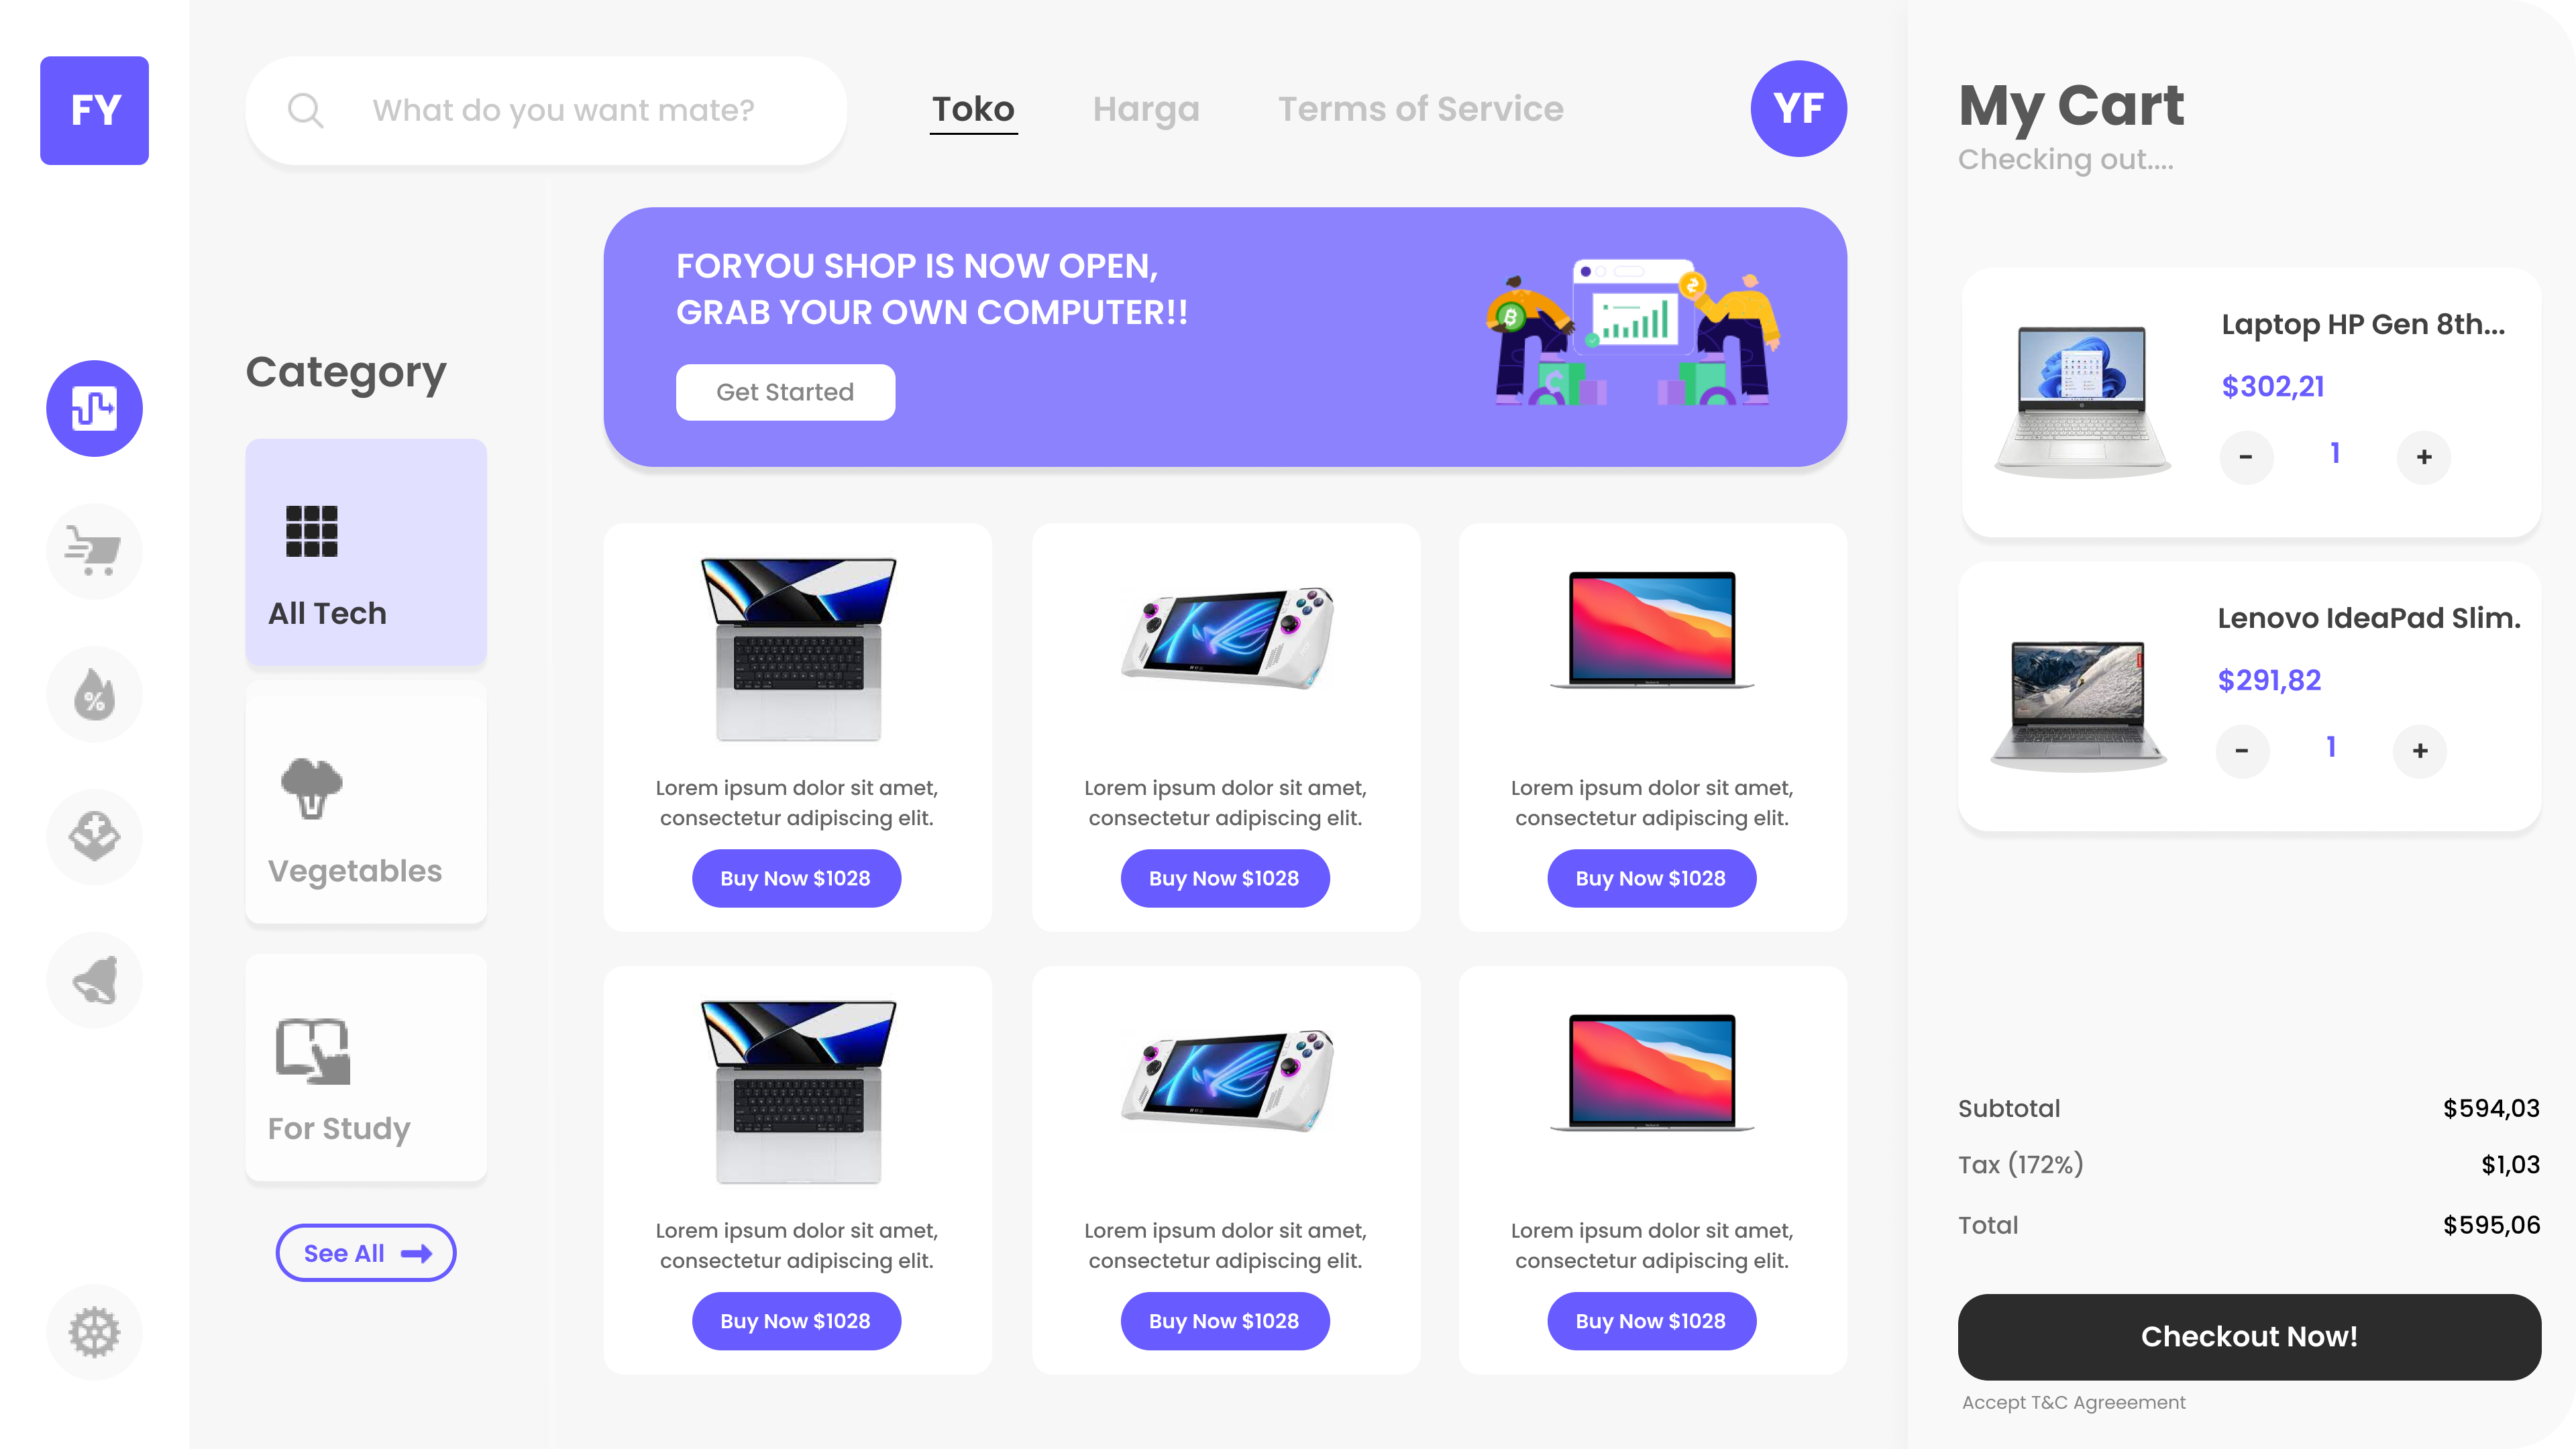 FY
What do you want mate?
Toko
Harga
Terms of Service
YF
Category
All Tech
Vegetables
For Study
See All
FORYOU SHOP IS NOW OPEN,
GRAB YOUR OWN COMPUTER!!
Get Started
Lorem ipsum dolor sit amet,
consectetur adipiscing elit.
Buy Now $1028
Lorem ipsum dolor sit amet,
consectetur adipiscing elit.
Buy Now $1028
Lorem ipsum dolor sit amet,
consectetur adipiscing elit.
Buy Now $1028
Lorem ipsum dolor sit amet,
consectetur adipiscing elit.
Buy Now $1028
Lorem ipsum dolor sit amet,
consectetur adipiscing elit.
Buy Now $1028
Lorem ipsum dolor sit amet,
consectetur adipiscing elit.
Buy Now $1028
My Cart
Checking out....
Laptop HP Gen 8th...
$302,21
- 1 +
Lenovo IdeaPad Slim.
$291,82
- 1 +
Subtotal $594,03
Tax (172%) $1,03
Total $595,06
Checkout Now!
Accept T&C Agreeement